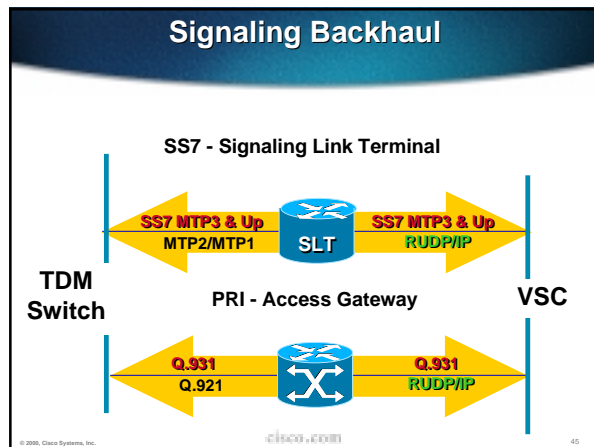 Signaling Backhaul
SS7 - Signaling Link Terminal
SS7 MTP3 & Up
SS7 MTP3 & Up
MTP2/MTP1
SLT
RUDP/IP
TDM
Switch
PRI - Access Gateway
VSC
Q.931
Q.931
Q.921
RUDP/IP
© 2000, Cisco Systems, Inc.
cisco.com
45